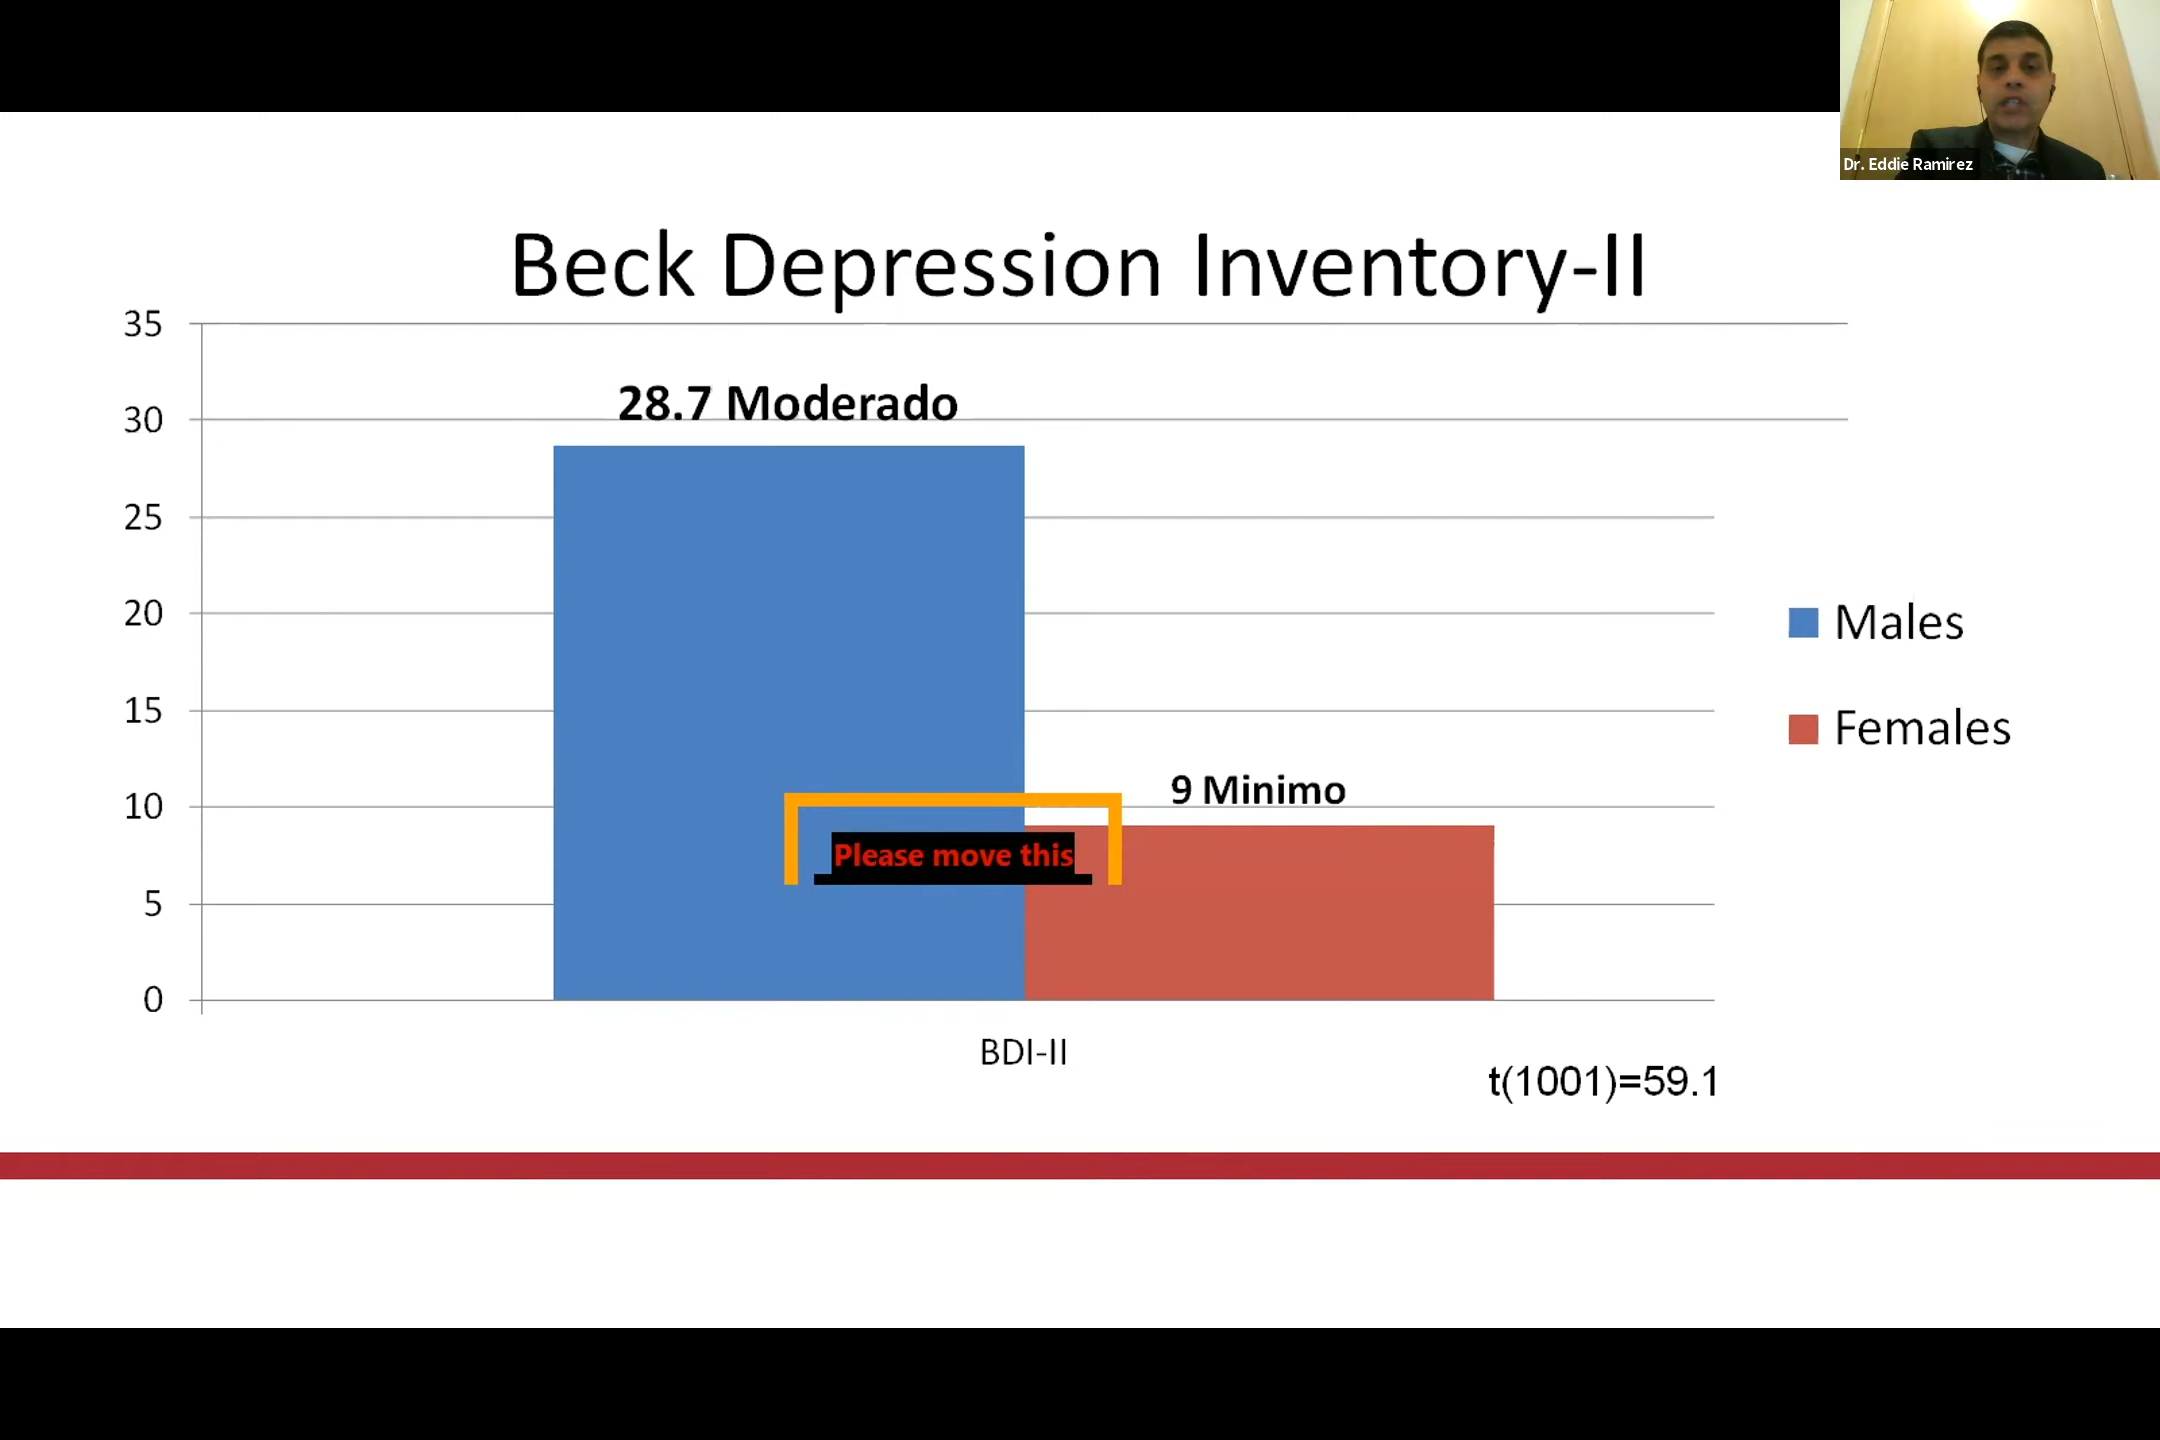 Dr. Eddie Ramirez
Beck Depression Inventory-II
35
28.7 Moderado
30
25
20
Males
15
Females
9 Minimo
10
Please move this
5
0
BDI-II
t(1001)=59.1